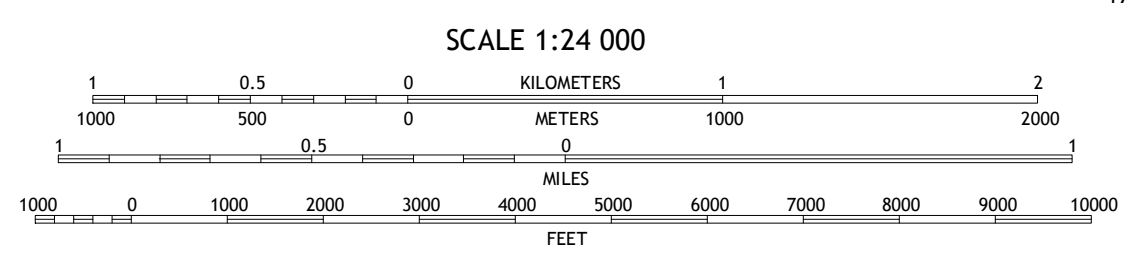 SCALE 1:24 000
1 0.5 0 KILOMETERS 1 2
1000 500 0 METERS 1000 2000
1 0.5 0 1
MILES
1000 0 1000 2000 3000 4000 5000 6000 7000 8000 9000 10000
FEET